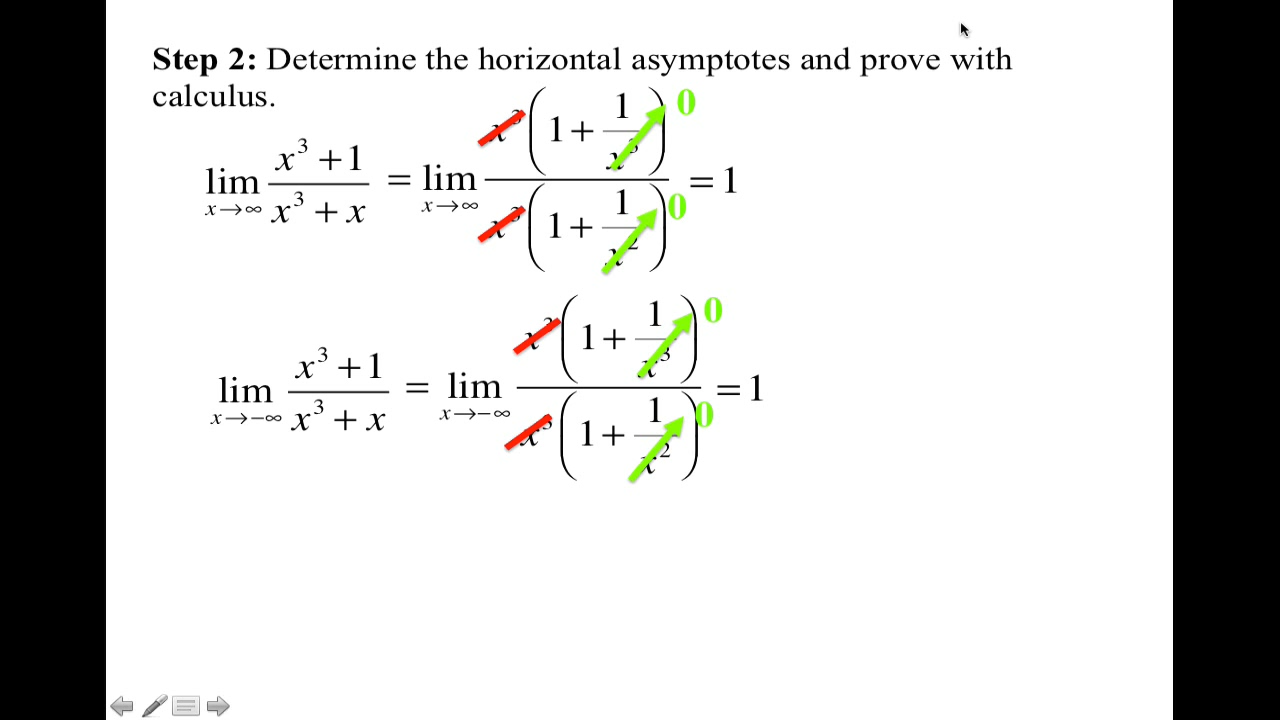 Step 2: Determine the horizontal asymptotes and prove with
calculus.
lim x→∞ (x³ + 1)/(x³ + x) = lim x→∞ (x³(1 + 1/x³) 0)/(x³(1 + 1/x²) 0) = 1
lim x→−∞ (x³ + 1)/(x³ + x) = lim x→−∞ (x³(1 + 1/x³) 0)/(x³(1 + 1/x²) 0) = 1